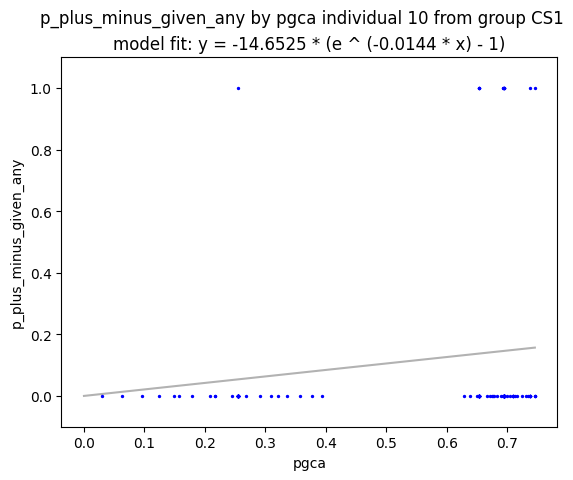 p_plus_minus_given_any by pgca individual 10 from group CS1
model fit: y = -14.6525 * (e ^ (-0.0144 * x) - 1)
1.0
0.8
0.6
0.4
0.2
0.0
p_plus_minus_given_any
0.0 0.1 0.2 0.3 0.4 0.5 0.6 0.7
pgca